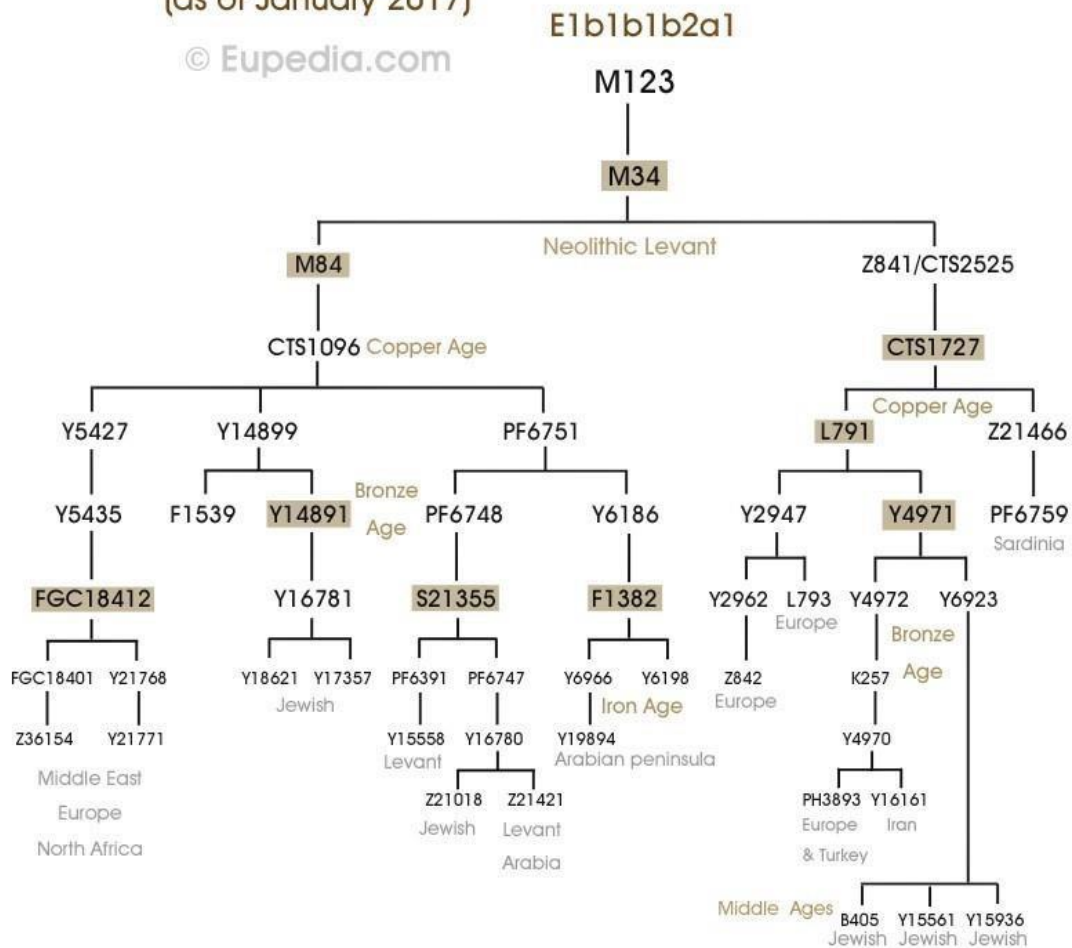 (as of January 2017)
E1b1b1b2a1
© Eupedia.com
M123
M34
Neolithic Levant
M84
Z841/CTS2525
CTS1096 Copper Age
CTS1727
Copper Age
Y5427 Y14899 PF6751 L791 Z21466
Bronze
Age
Y5435 F1539 Y14891 PF6748 Y6186 Y2947 Y4971 PF6759
Sardinia
FGC18412 Y16781 S21355 F1382 Y2962 L793 Y4972 Y6923
Europe
Bronze
Age
FGC18401 Y21768 Y18621 Y17357 PF6391 PF6747 Y6966 Y6198 Z842 K257
Jewish Iron Age Europe
Z36154 Y21771 Y15558 Y16780 Y19894 Y4970
Levant Arabian peninsula
Middle East
Europe
North Africa
Z21018 Z21421 PH3893 Y16161
Jewish Levant Europe Iran
Arabia & Turkey
Middle Ages B405 Y15561 Y15936
Jewish Jewish Jewish